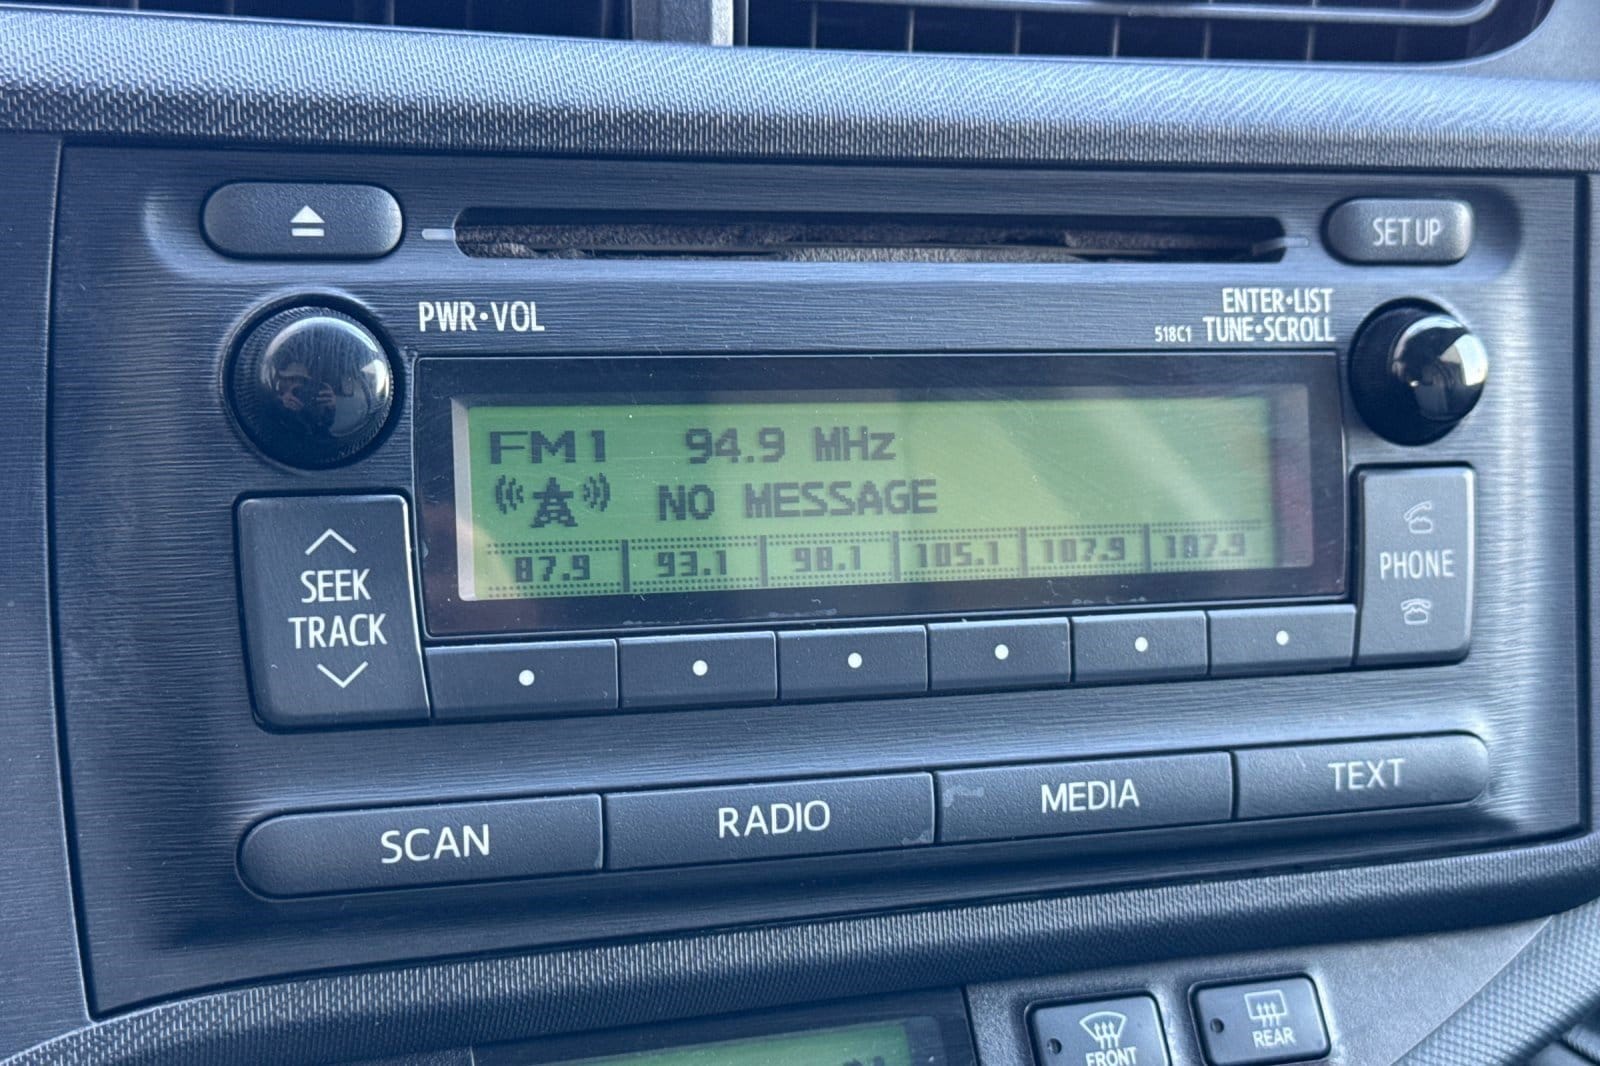 SET UP
PWR•VOL
ENTER•LIST
518C1 TUNE•SCROLL
FM1 94.9 MHz
NO MESSAGE
87.9 93.1 98.1 105.1 107.9 107.9
SEEK
TRACK
PHONE
SCAN RADIO MEDIA TEXT
FRONT REAR